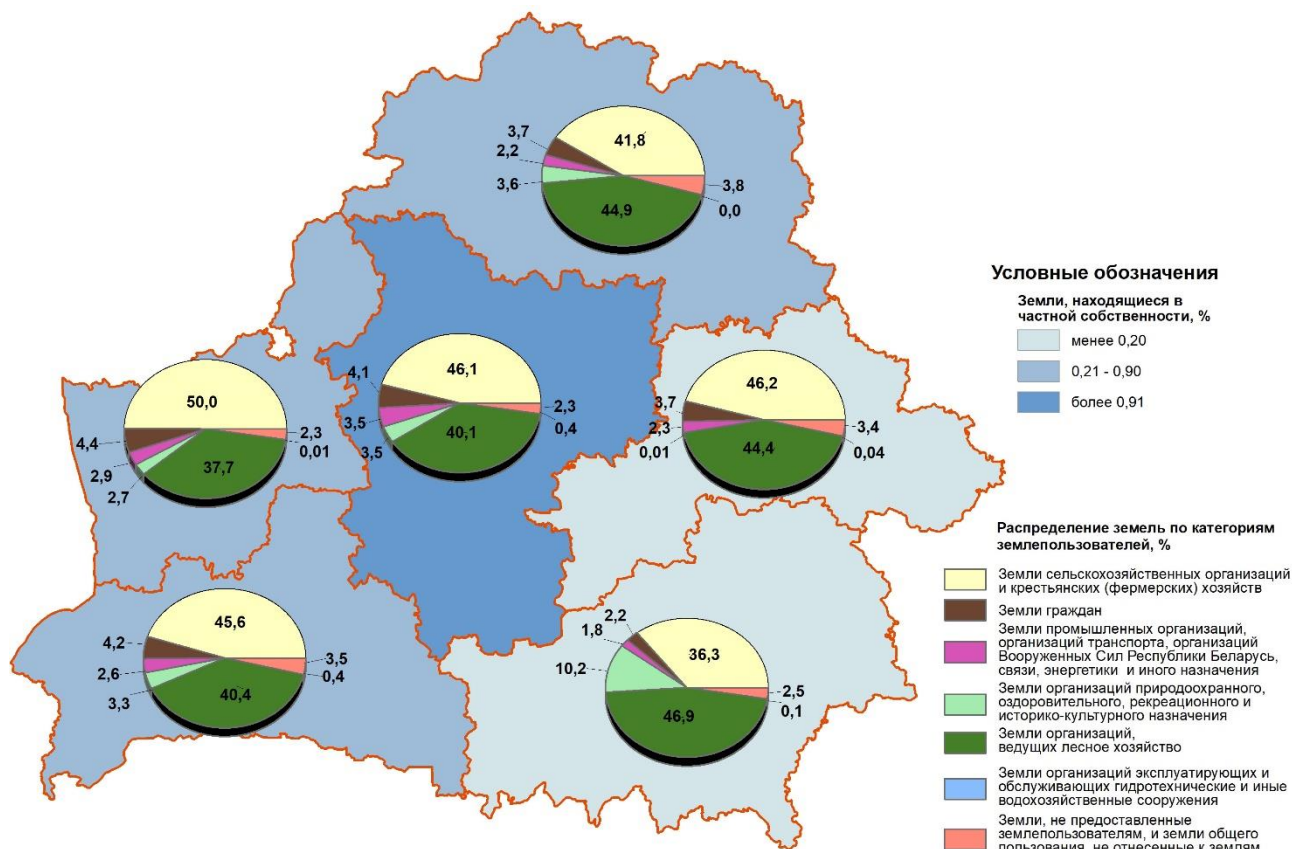 3,7
41,8
2,2
3,6
3,8
44,9
0,0
Условные обозначения
Земли, находящиеся в
частной собственности, %
менее 0,20
0,21 - 0,90
более 0,91
4,1
46,1
3,5
2,3
0,4
40,1
3,5
46,2
3,7
2,3
0,01
3,4
0,04
44,4
50,0
4,4
2,3
0,01
2,9
37,7
2,7
45,6
4,2
2,6
3,5
0,4
3,3
40,4
2,2
1,8
36,3
10,2
2,5
0,1
46,9
Распределение земель по категориям
землепользователей, %
Земли сельскохозяйственных организаций
и крестьянских (фермерских) хозяйств
Земли граждан
Земли промышленных организаций,
организаций транспорта, организаций
Вооруженных Сил Республики Беларусь,
связи, энергетики и иного назначения
Земли организаций природоохранного,
оздоровительного, рекреационного и
историко-культурного назначения
Земли организаций,
ведущих лесное хозяйство
Земли организаций эксплуатирующих и
обслуживающих гидротехнические и иные
водохозяйственные сооружения
Земли, не предоставленные
землепользователям, и земли общего
пользования, не отнесенные к землям